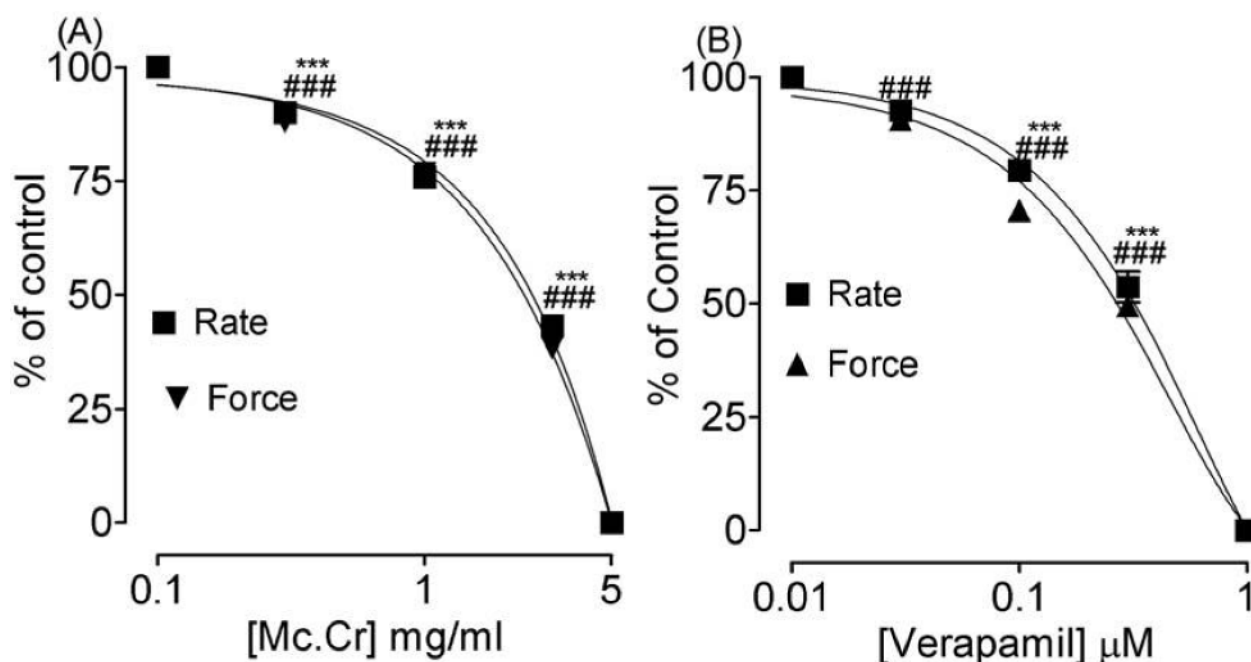 (A)
100
75
50
25
0
% of control
***
###
***
###
***
###
Rate
Force
0.1
1
5
[Mc.Cr] mg/ml
(B)
100
75
50
25
0
% of Control
###
***
###
***
###
Rate
Force
0.01
0.1
1
[Verapamil] μM